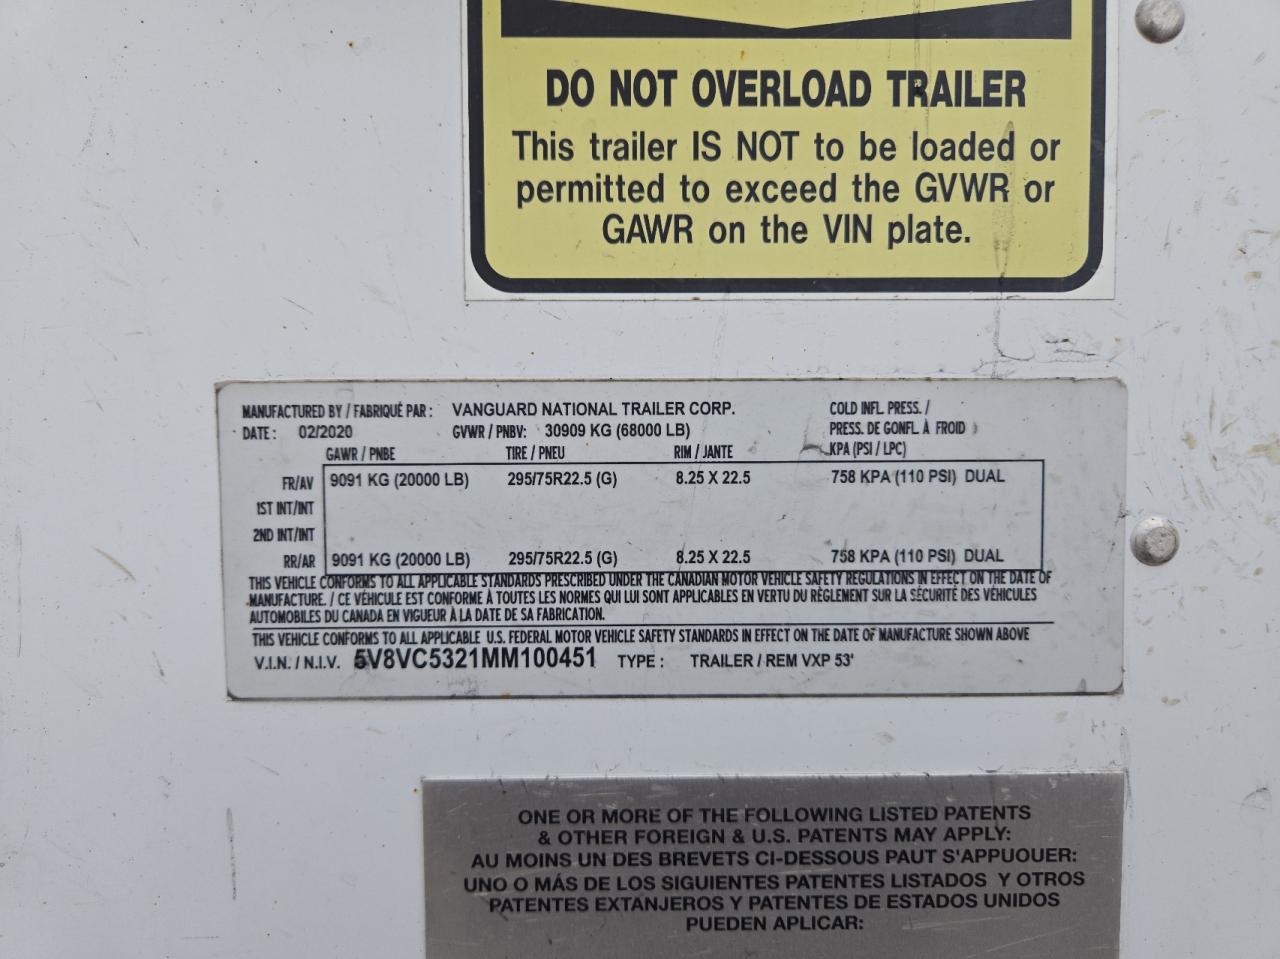 DO NOT OVERLOAD TRAILER
This trailer IS NOT to be loaded or
permitted to exceed the GVWR or
GAWR on the VIN plate.
MANUFACTURED BY / FABRIQUÉ PAR : VANGUARD NATIONAL TRAILER CORP. COLD INFL. PRESS. /
DATE : 02/2020 GVWR / PNBV: 30909 KG (68000 LB) PRESS. DE GONFL. À FROID
GAWR / PNBE TIRE / PNEU RIM / JANTE KPA (PSI / LPC)
FR/AV 9091 KG (20000 LB) 295/75R22.5 (G) 8.25 X 22.5 758 KPA (110 PSI) DUAL
1ST INT/INT
2ND INT/INT
RR/AR 9091 KG (20000 LB) 295/75R22.5 (G) 8.25 X 22.5 758 KPA (110 PSI) DUAL
THIS VEHICLE CONFORMS TO ALL APPLICABLE STANDARDS PRESCRIBED UNDER THE CANADIAN MOTOR VEHICLE SAFETY REGULATIONS IN EFFECT ON THE DATE OF
MANUFACTURE. / CE VÉHICULE EST CONFORME À TOUTES LES NORMES QUI LUI SONT APPLICABLES EN VERTU DU RÈGLEMENT SUR LA SÉCURITÉ DES VÉHICULES
AUTOMOBILES DU CANADA EN VIGUEUR À LA DATE DE SA FABRICATION.
THIS VEHICLE CONFORMS TO ALL APPLICABLE U.S. FEDERAL MOTOR VEHICLE SAFETY STANDARDS IN EFFECT ON THE DATE OF MANUFACTURE SHOWN ABOVE
V.I.N. / N.I.V. 5V8VC5321MM100451 TYPE : TRAILER / REM VXP 53'
ONE OR MORE OF THE FOLLOWING LISTED PATENTS
& OTHER FOREIGN & U.S. PATENTS MAY APPLY:
AU MOINS UN DES BREVETS CI-DESSOUS PAUT S'APPUOUER:
UNO O MÁS DE LOS SIGUIENTES PATENTES LISTADOS Y OTROS
PATENTES EXTANJEROS Y PATENTES DE ESTADOS UNIDOS
PUEDEN APLICAR: